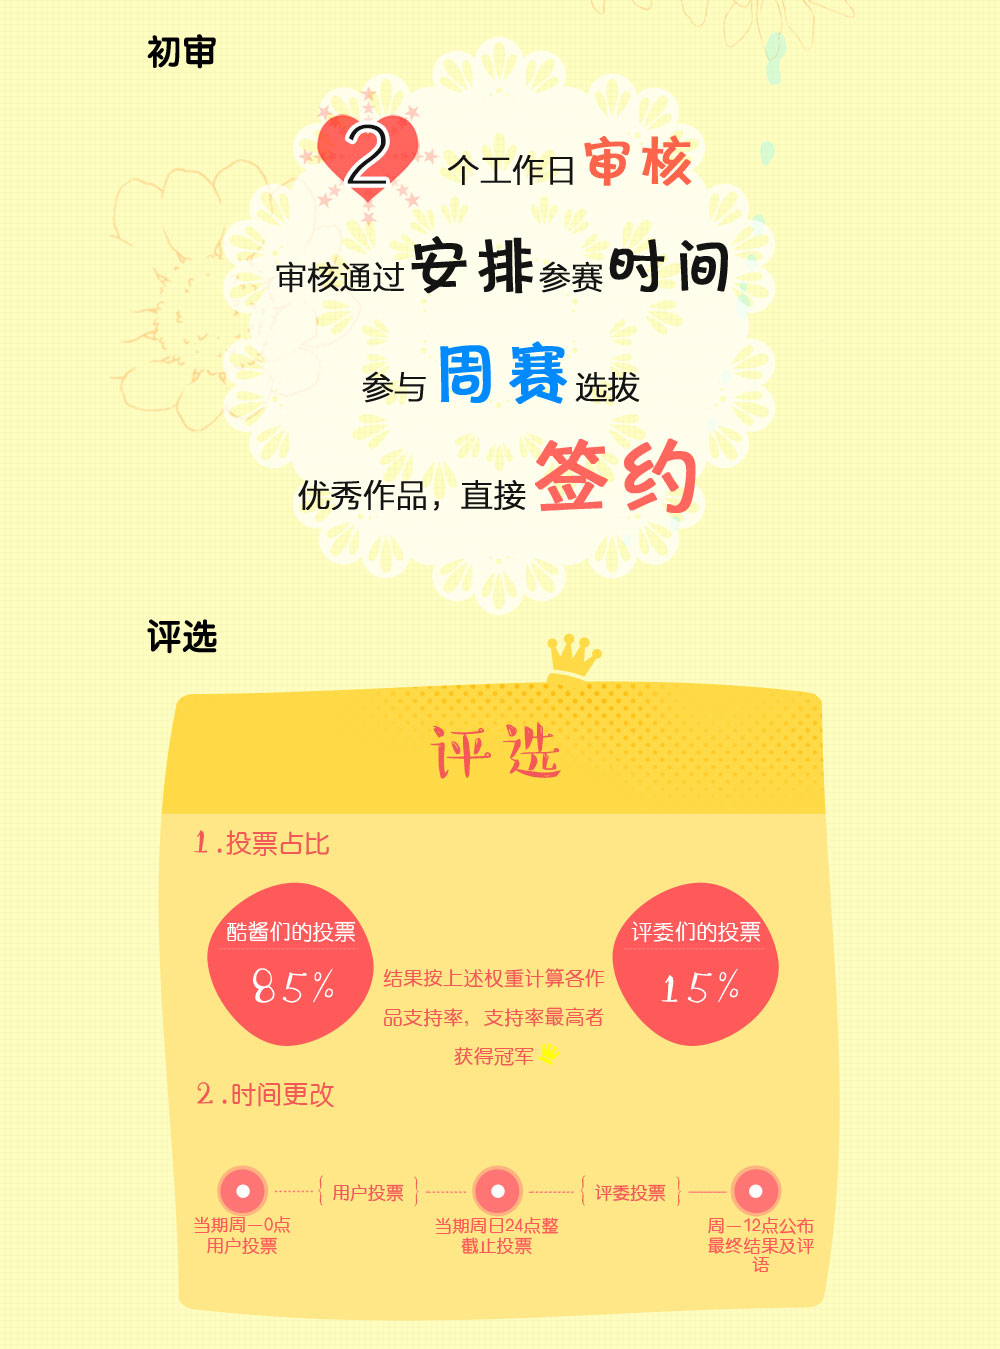 初审
2个工作日审核
审核通过安排参赛时间
参与周赛选拔
优秀作品，直接签约
评选
评选
1.投票占比
酷酱们的投票
85%
评委们的投票
15%
结果按上述权重计算各作
品支持率，支持率最高者
获得冠军
2.时间更改
用户投票
评委投票
当期周一0点
用户投票
当期周日24点整
截止投票
周一12点公布
最终结果及评
语